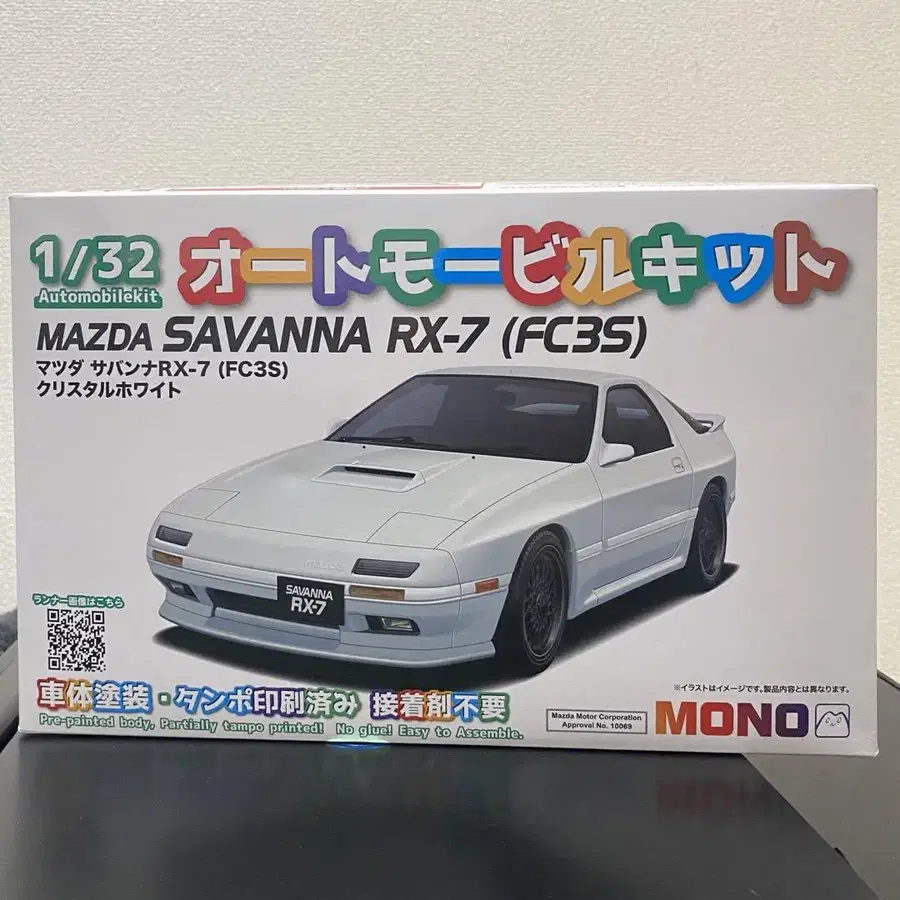 1/32
Automobilekit
オートモービルキット
MAZDA SAVANNA RX-7 (FC3S)
マツダ サバンナRX-7 (FC3S)
クリスタルホワイト
MAZDA
SAVANNA
RX-7
ランナー画像はこちら
車体塗装・タンポ印刷済み 接着剤不要
Pre-painted body, Partially tampo printed! No glue! Easy to Assemble.
※イラストはイメージです。製品内容とは異なります。
Mazda Motor Corporation
Approval No. 10069
MONO